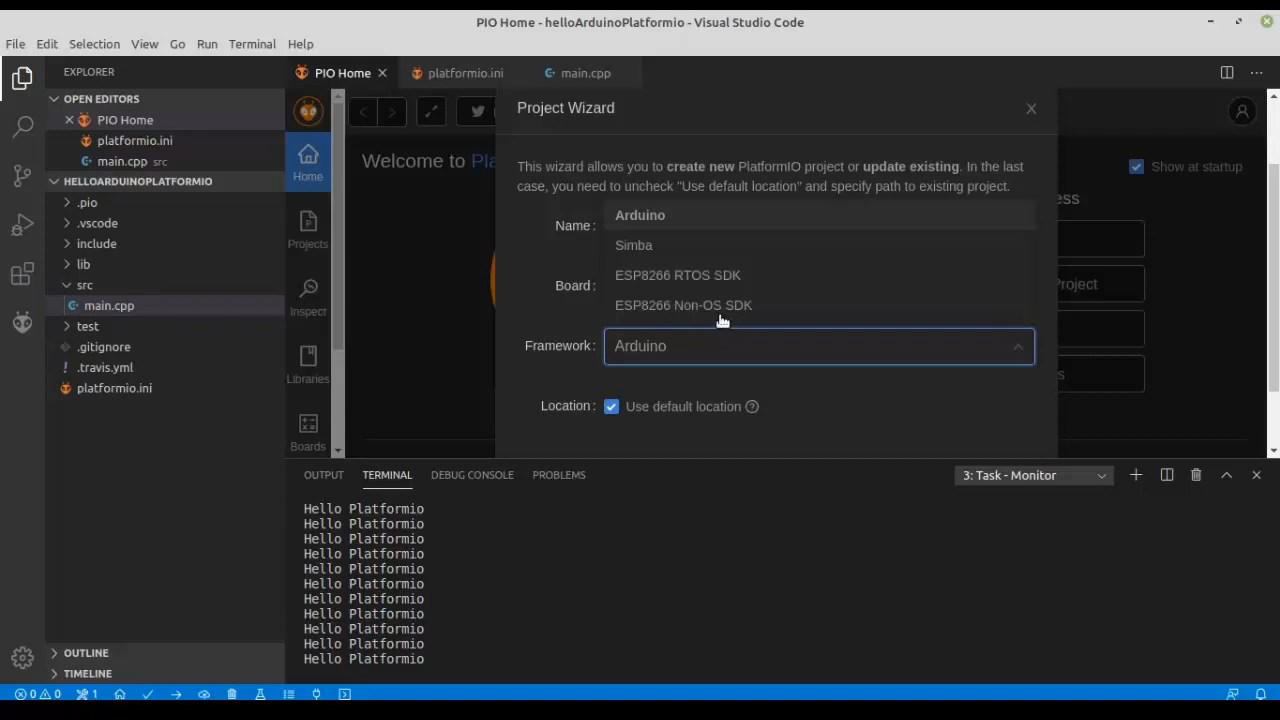 PIO Home - helloArduinoPlatformio - Visual Studio Code
File Edit Selection View Go Run Terminal Help
EXPLORER
OPEN EDITORS
PIO Home
platformio.ini
main.cpp src
HELLOARDUINOPLATFORMIO
.pio
.vscode
include
lib
src
main.cpp
test
.gitignore
.travis.yml
platformio.ini
OUTLINE
TIMELINE
PIO Home platformio.ini main.cpp
Home
Projects
Inspect
Libraries
Boards
Welcome to Pla
Show at startup
ess
Project
s
Project Wizard
This wizard allows you to create new PlatformIO project or update existing. In the last
case, you need to uncheck "Use default location" and specify path to existing project.
Name:
Arduino
Simba
Board:
ESP8266 RTOS SDK
ESP8266 Non-OS SDK
Framework: Arduino
Location: Use default location
OUTPUT TERMINAL DEBUG CONSOLE PROBLEMS 3: Task - Monitor
Hello Platformio
Hello Platformio
Hello Platformio
Hello Platformio
Hello Platformio
Hello Platformio
Hello Platformio
Hello Platformio
Hello Platformio
Hello Platformio
Hello Platformio
0 0 1